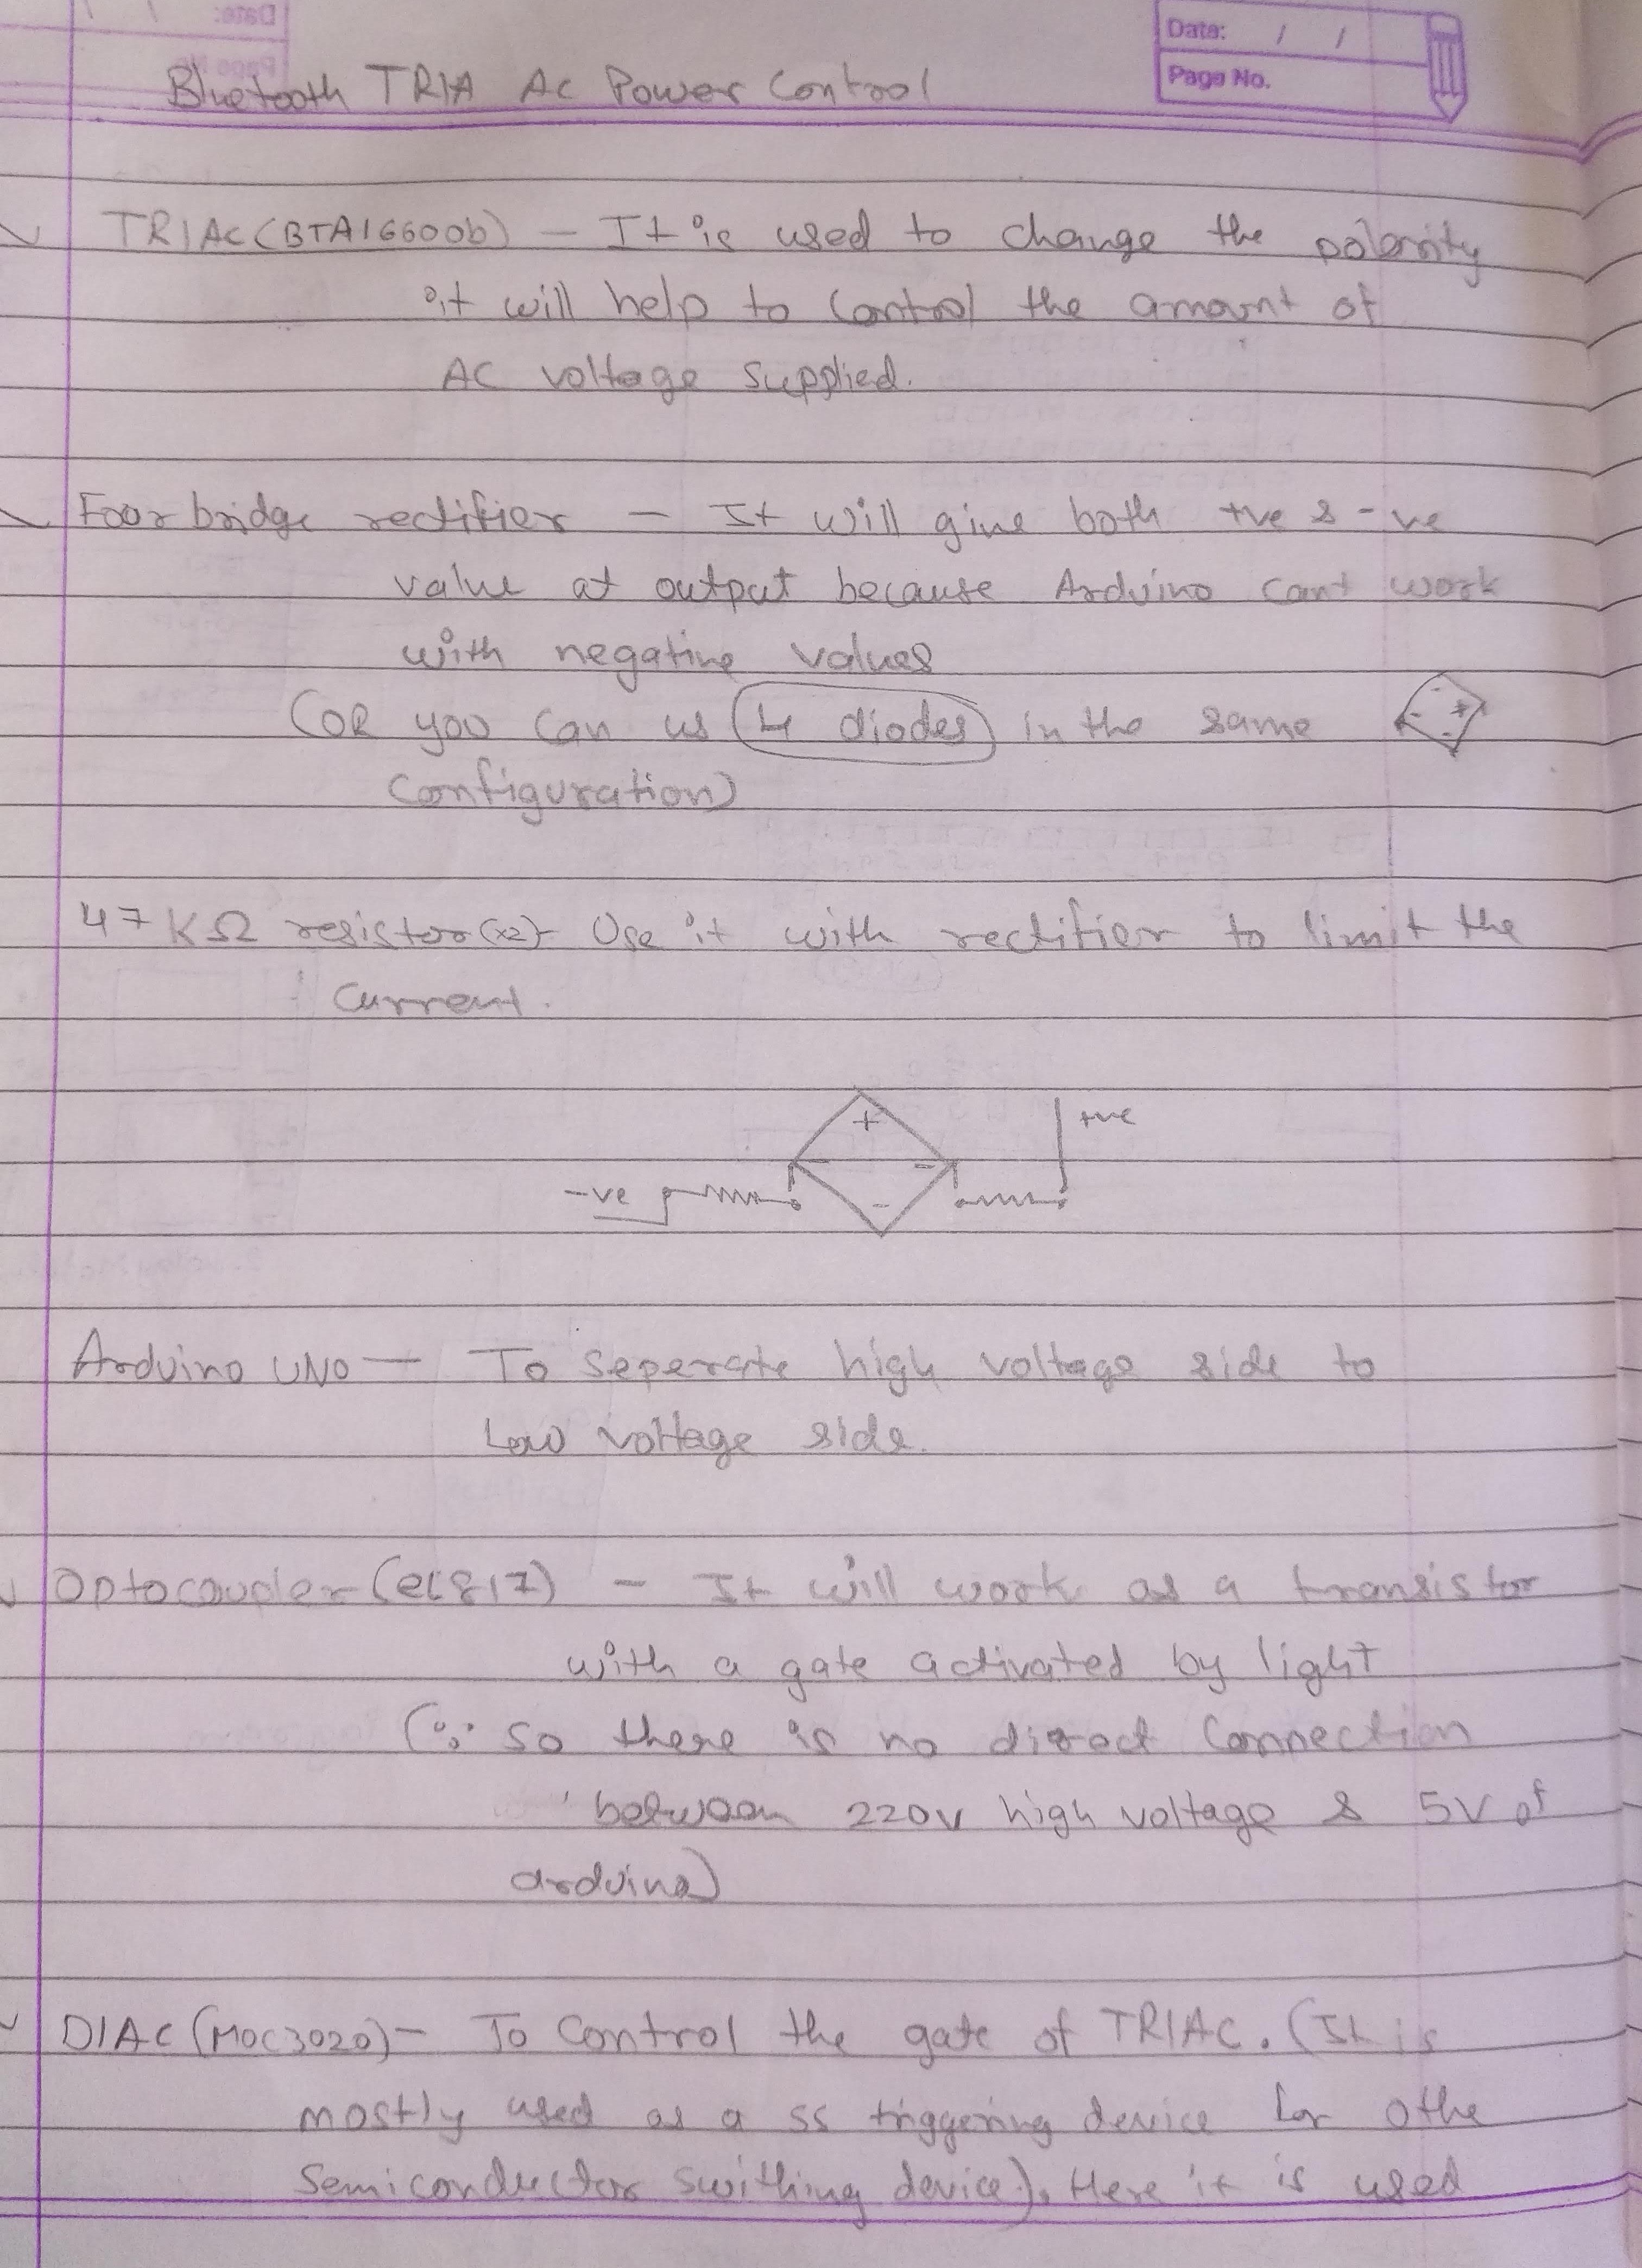 Date: / /
Page No.
Bluetooth TRIA AC Power Control
TRIAC (BTA16600b) – It is used to change the polarity
it will help to control the amount of
AC voltage supplied.
Four bridge rectifier – It will give both +ve & -ve
value at output because Arduino cant work
with negative values
(OR you can us 4 diodes in the same
configuration)
47 KΩ resistor (x2) – Use it with rectifier to limit the
current.
+
+ve
-ve
-
Arduino UNO – To seperate high voltage side to
Low voltage side.
Optocoupler (el817) – It will work as a transistor
with a gate activated by light
(∵ so there is no direct connection
between 220v high voltage & 5V of
arduino)
DIAC (MOC3020) – To control the gate of TRIAC. (It is
mostly used as a ss triggering device for othe
semiconductor swithing device). Here it is used